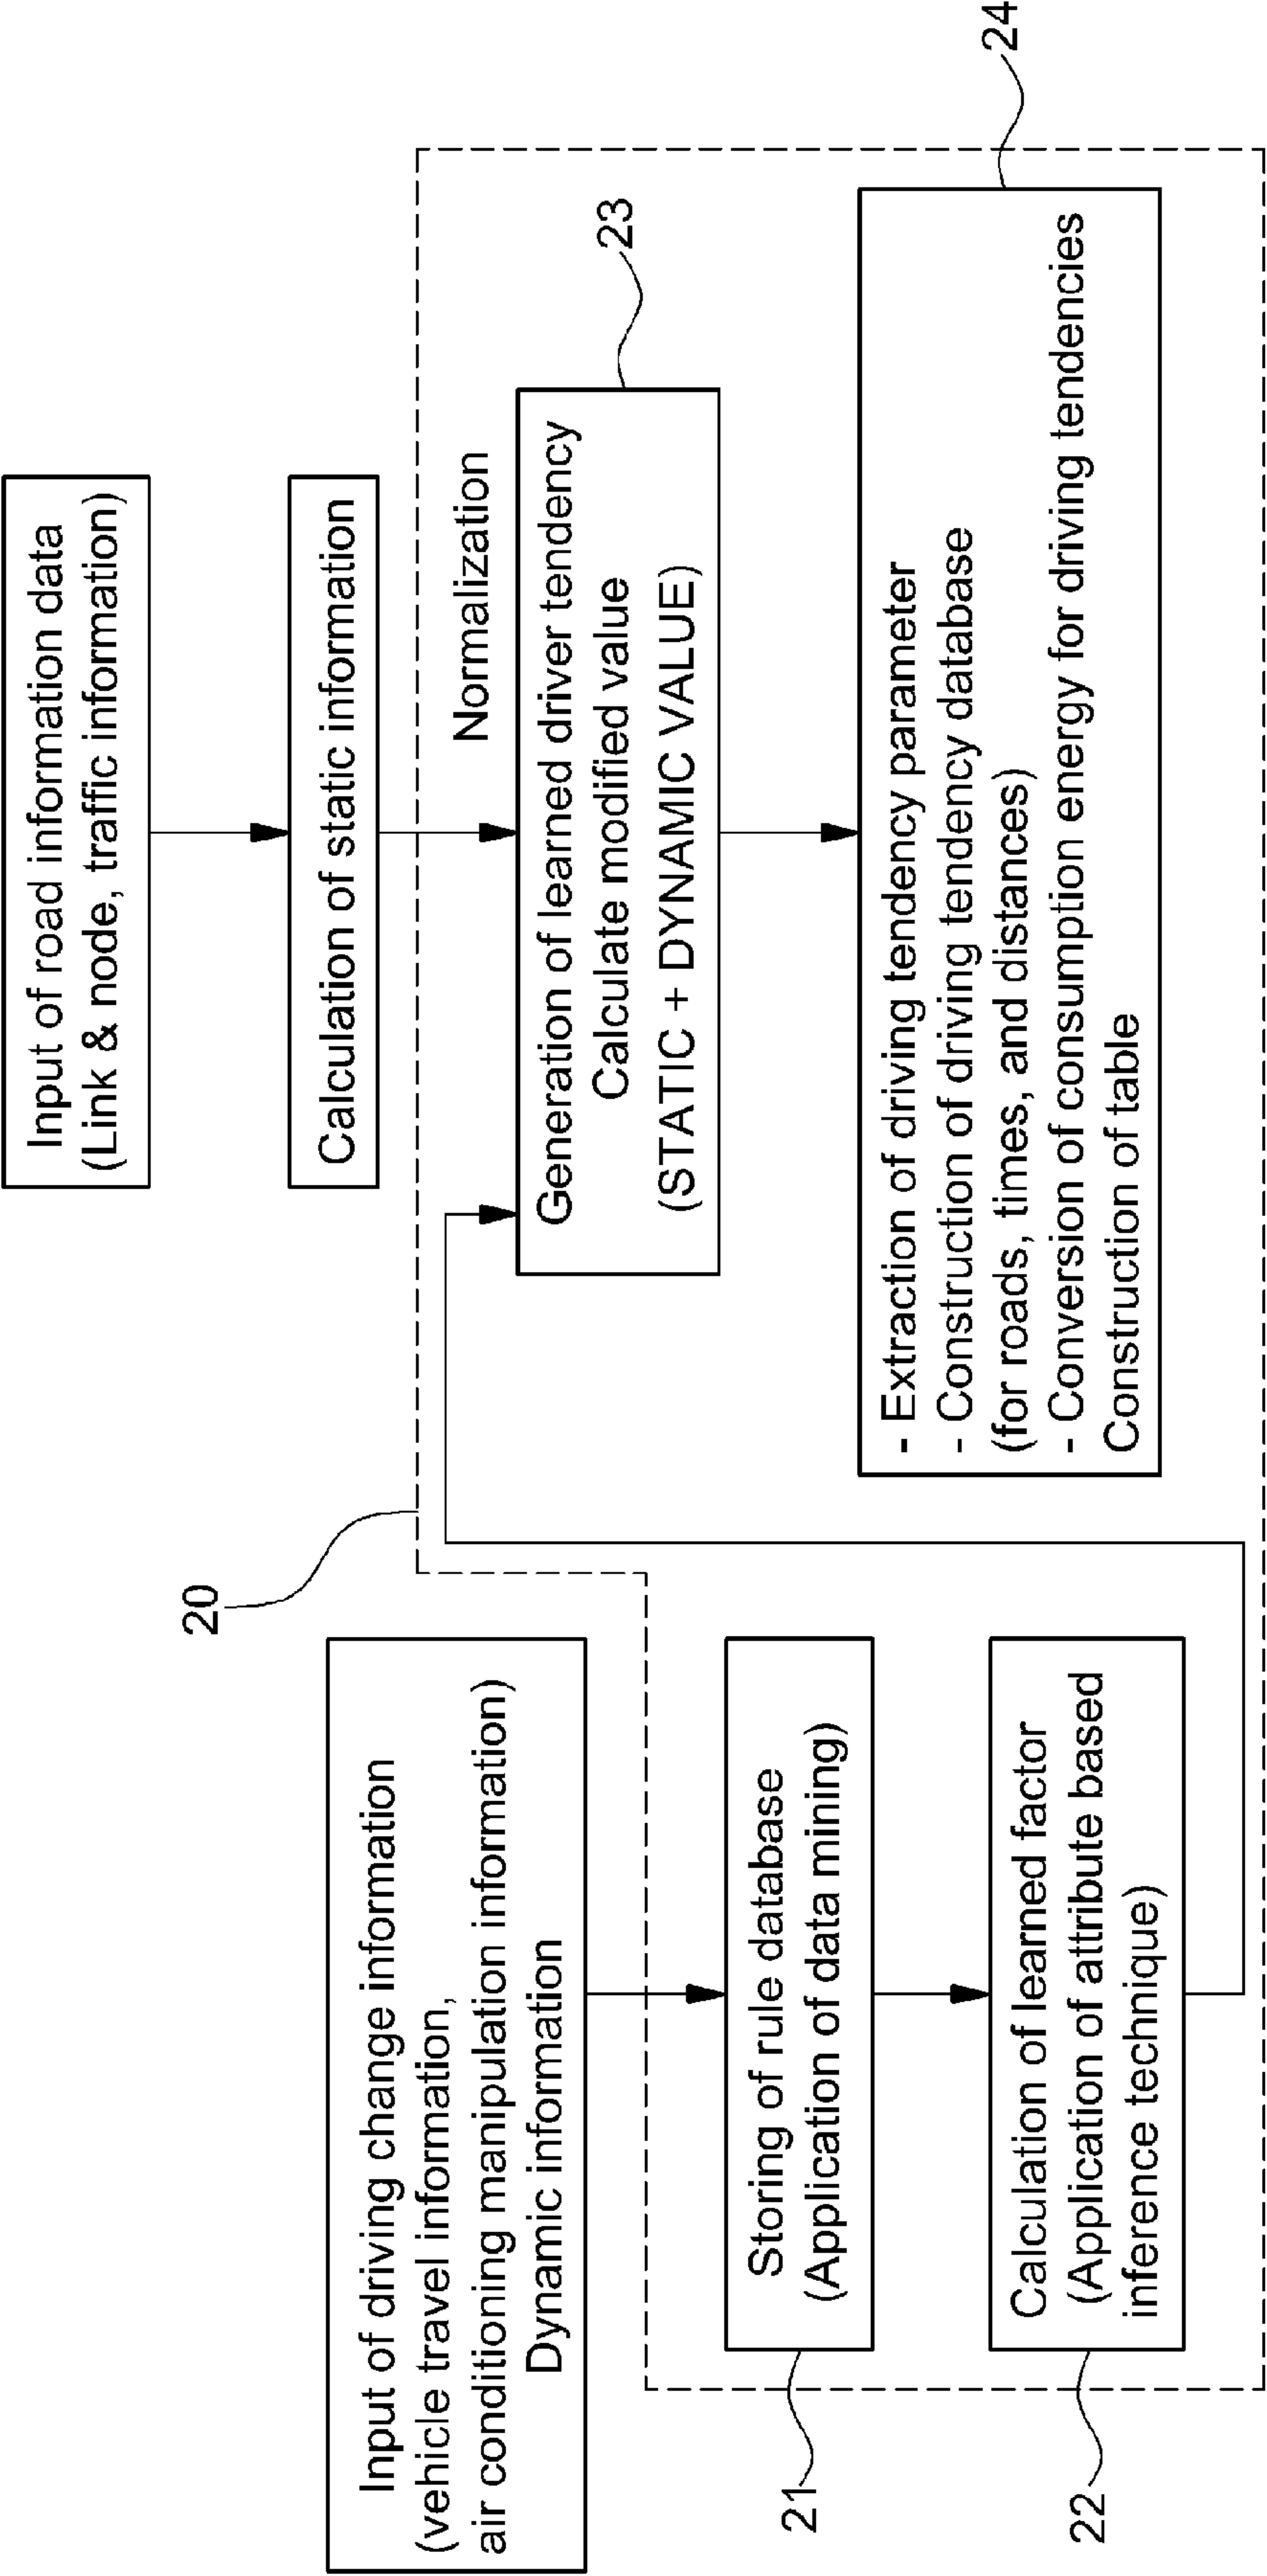 Input of road information data
(Link & node, traffic information)
Calculation of static information
20
Input of driving change information
(vehicle travel information,
air conditioning manipulation information)
Dynamic information
Normalization
Generation of learned driver tendency
Calculate modified value
(STATIC + DYNAMIC VALUE)
23
21
Storing of rule database
(Application of data mining)
22
Calculation of learned factor
(Application of attribute based
inference technique)
- Extraction of driving tendency parameter
- Construction of driving tendency database
(for roads, times, and distances)
- Conversion of consumption energy for driving tendencies
Construction of table
24